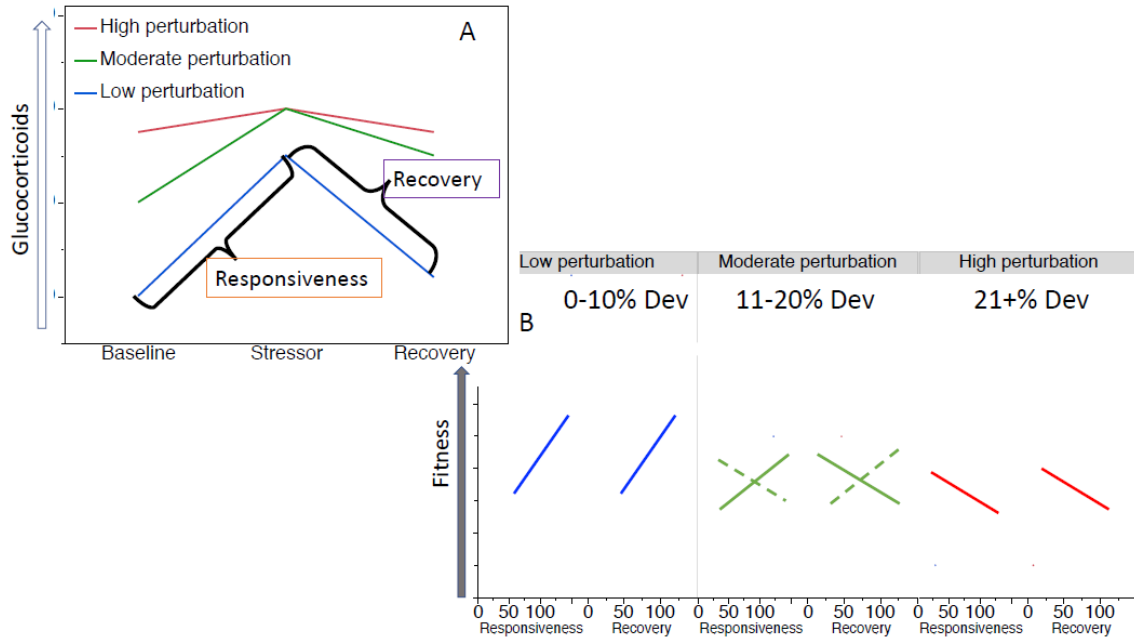 High perturbation
A
Moderate perturbation
Low perturbation
Glucocorticoids
Recovery
Responsiveness
Baseline Stressor Recovery
Low perturbation Moderate perturbation High perturbation
0-10% Dev 11-20% Dev 21+% Dev
B
Fitness
0 50 100 0 50 100 0 50 100 0 50 100 0 50 100 0 50 100
Responsiveness Recovery Responsiveness Recovery Responsiveness Recovery